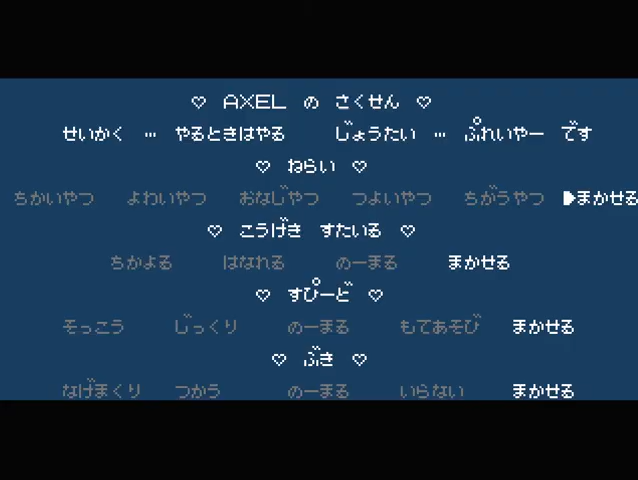 ♡ AXEL の さくせん ♡
せいかく … やるときはやる じょうたい … ぷれいやー です
♡ ねらい ♡
ちかいやつ よわいやつ おなじやつ つよいやつ ちがうやつ ▶まかせる
♡ こうげき すたいる ♡
ちかよる はなれる のーまる まかせる
♡ すぴーど ♡
そっこう じっくり のーまる もてあそび まかせる
♡ ぶき ♡
なげまくり つかう のーまる いらない まかせる